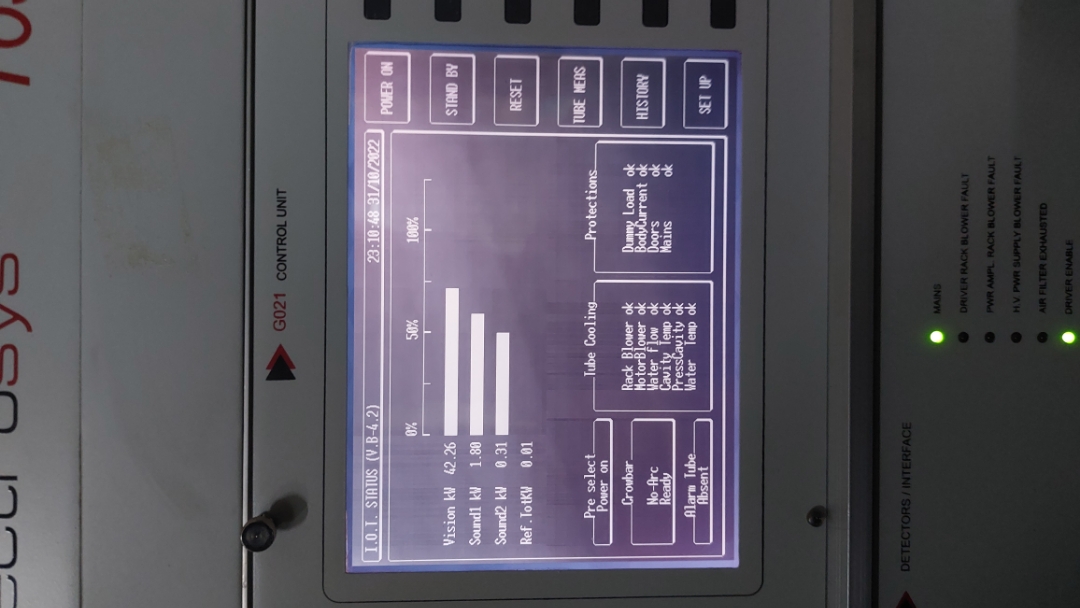 G021 CONTROL UNIT
I.O.T. STATUS (V.B-4.2) 23:10:48 31/10/2022
0% 50% 100%
Vision kW 42.26
Sound1 kW 1.80
Sound2 kW 0.31
Ref.TotKW 0.01
Pre select
Power on
Crowbar
No-Arc
Ready
Alarm Tube
Absent
Tube Cooling
Rack Blower ok
MotorBlower ok
Water flow ok
Cavity Temp ok
PressCavity ok
Water Temp ok
Protections
Dummy Load ok
BodyCurrent ok
Doors ok
Mains ok
POWER ON
STAND BY
RESET
TUBE MEAS
HISTORY
SET UP
DETECTORS / INTERFACE
MAINS
DRIVER RACK BLOWER FAULT
PWR AMPL. RACK BLOWER FAULT
H.V. PWR SUPPLY BLOWER FAULT
AIR FILTER EXHAUSTED
DRIVER ENABLE